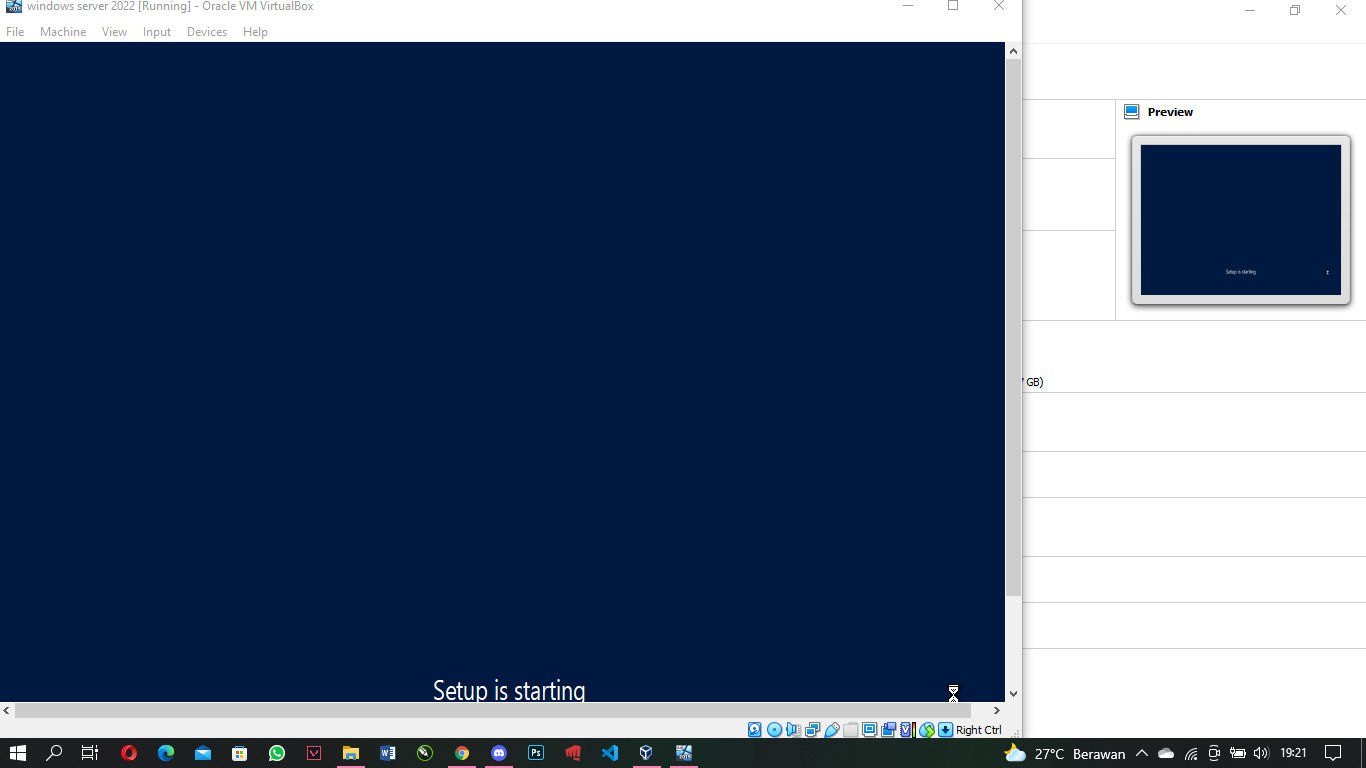 windows server 2022 [Running] - Oracle VM VirtualBox
File Machine View Input Devices Help
Preview
Setup is starting
GB)
Setup is starting
Right Ctrl
27°C Berawan 19:21